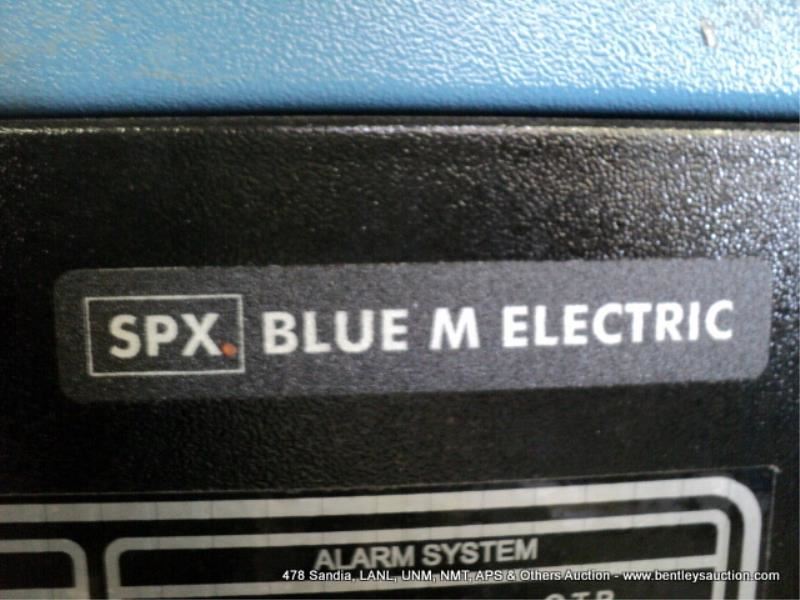 SPX. BLUE M ELECTRIC
ALARM SYSTEM
478 Sandia, LANL, UNM, NMT, APS & Others Auction - www.bentleysauction.com